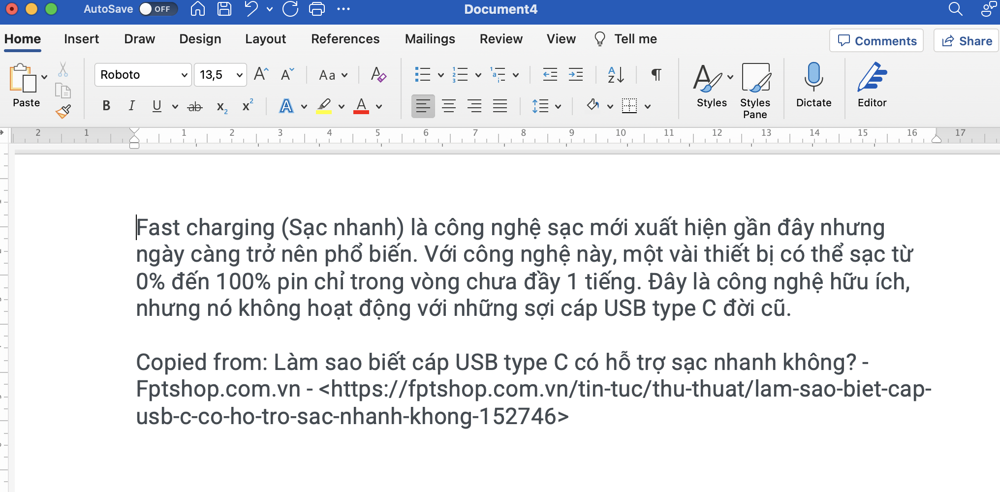 AutoSave OFF Document4
Home Insert Draw Design Layout References Mailings Review View Tell me Comments Share
Paste Roboto 13,5 Styles Styles Pane Dictate Editor
2 1 1 2 3 4 5 6 7 8 9 10 11 12 13 14 15 16 17
Fast charging (Sạc nhanh) là công nghệ sạc mới xuất hiện gần đây nhưng
ngày càng trở nên phổ biến. Với công nghệ này, một vài thiết bị có thể sạc từ
0% đến 100% pin chỉ trong vòng chưa đầy 1 tiếng. Đây là công nghệ hữu ích,
nhưng nó không hoạt động với những sợi cáp USB type C đời cũ.
Copied from: Làm sao biết cáp USB type C có hỗ trợ sạc nhanh không? -
Fptshop.com.vn - <https://fptshop.com.vn/tin-tuc/thu-thuat/lam-sao-biet-cap-
usb-c-co-ho-tro-sac-nhanh-khong-152746>